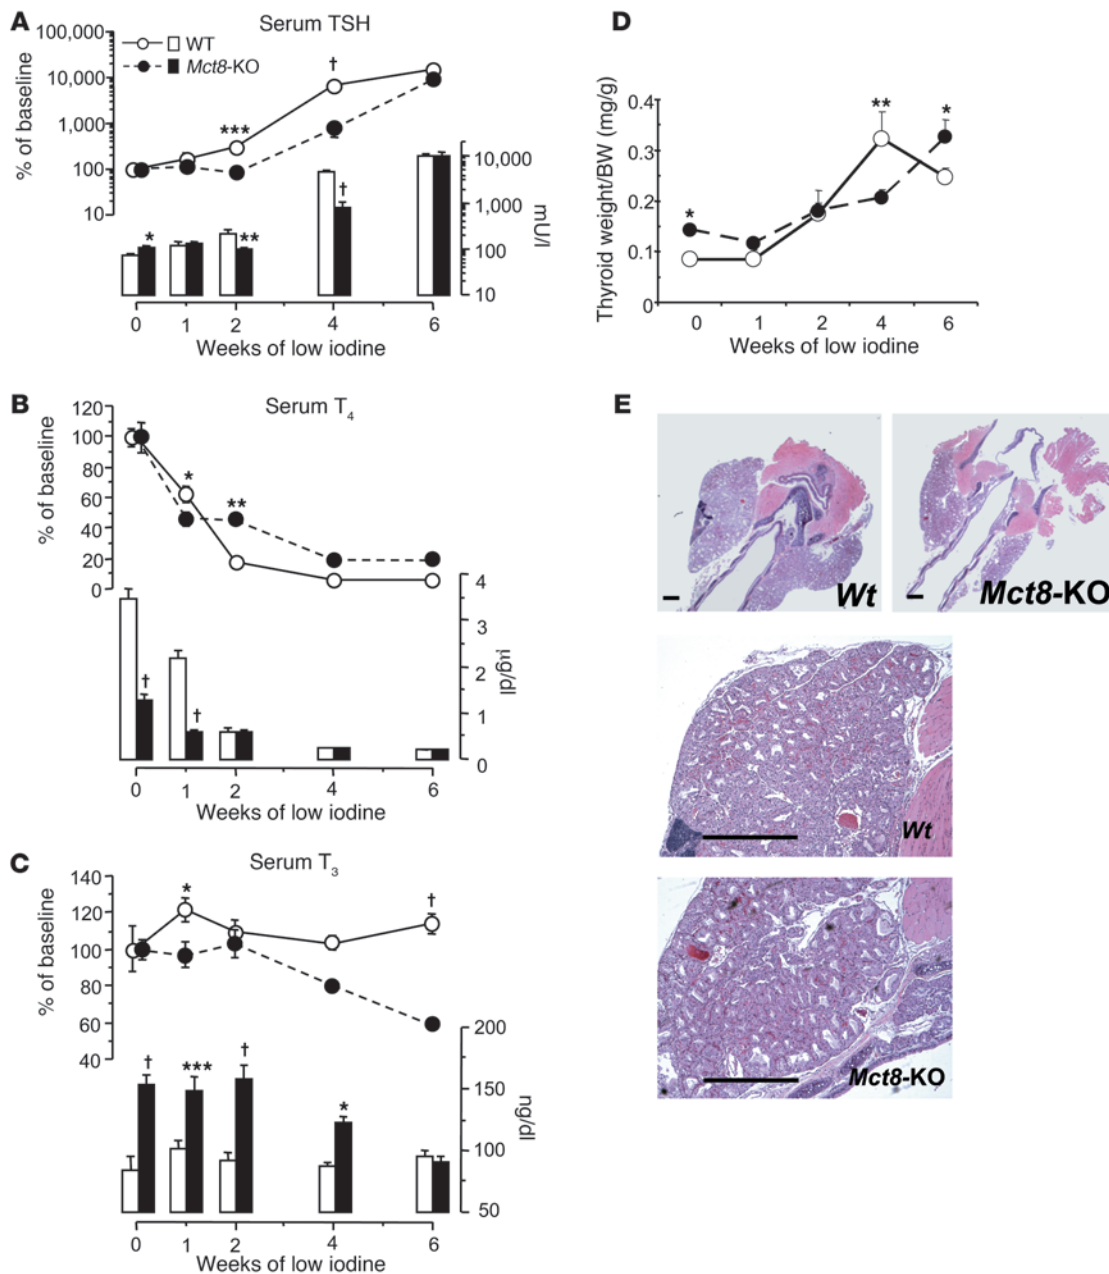 A
Serum TSH
100,000
10,000
1,000
100
10
% of baseline
WT
Mct8-KO
***
†
*
**
†
10,000
1,000
100
10
mU/l
0 1 2 4 6
Weeks of low iodine
B
Serum T4
120
100
80
60
40
20
0
% of baseline
*
**
†
†
4
3
2
1
0
µg/dl
0 1 2 4 6
Weeks of low iodine
C
Serum T3
140
120
100
80
60
40
% of baseline
*
†
†
***
†
*
200
150
100
50
ng/dl
0 1 2 4 6
Weeks of low iodine
D
0.4
0.3
0.2
0.1
0
Thyroid weight/BW (mg/g)
*
**
*
0 1 2 4 6
Weeks of low iodine
E
Wt
Mct8-KO
Wt
Mct8-KO